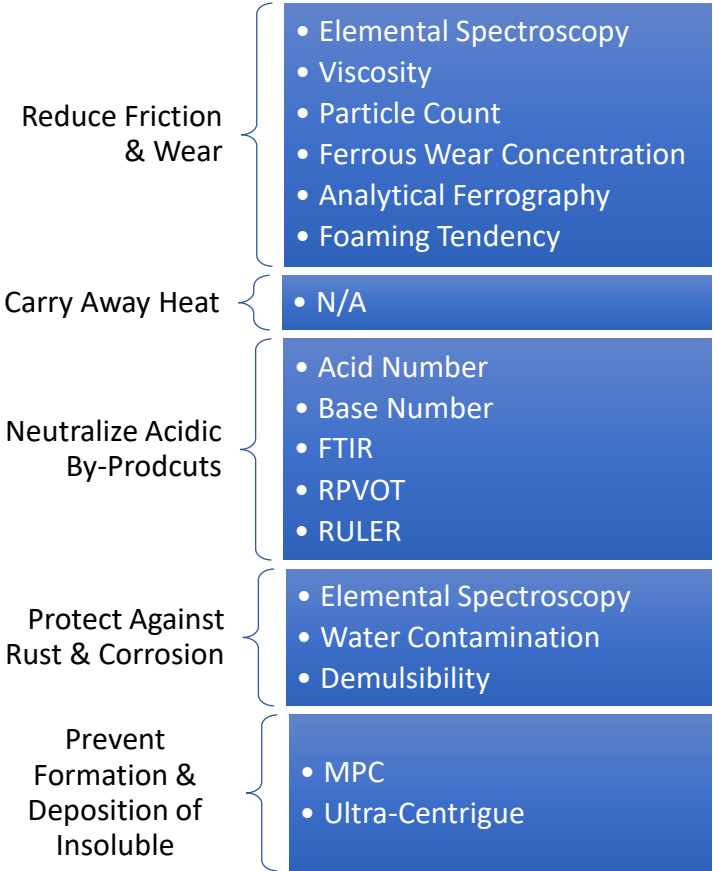 Reduce Friction
& Wear
• Elemental Spectroscopy
• Viscosity
• Particle Count
• Ferrous Wear Concentration
• Analytical Ferrography
• Foaming Tendency
Carry Away Heat
• N/A
Neutralize Acidic
By-Prodcuts
• Acid Number
• Base Number
• FTIR
• RPVOT
• RULER
Protect Against
Rust & Corrosion
• Elemental Spectroscopy
• Water Contamination
• Demulsibility
Prevent
Formation &
Deposition of
Insoluble
• MPC
• Ultra-Centrigue